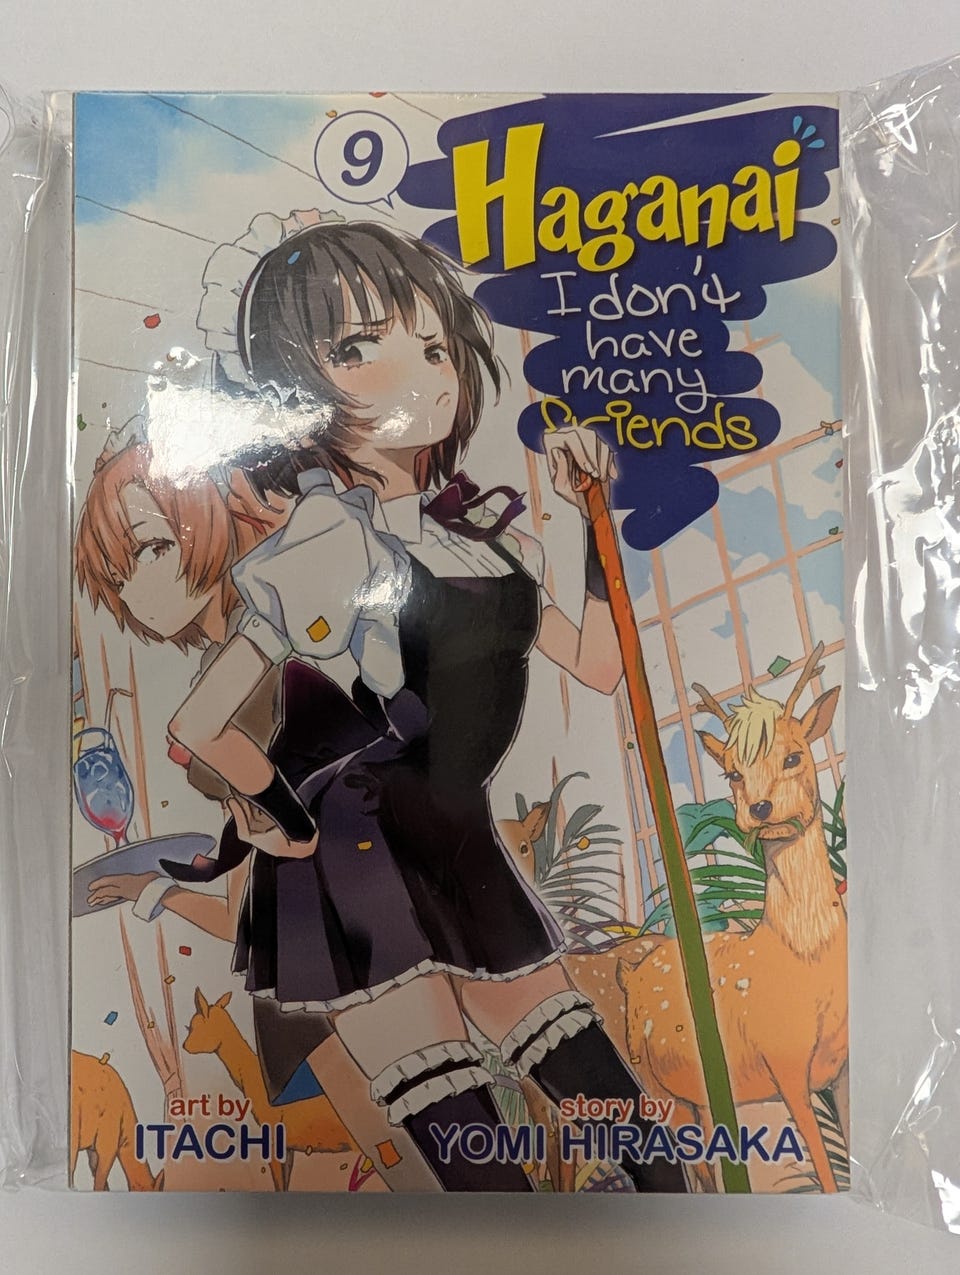 9
Haganai
I don't
have
many
friends
art by
ITACHI
story by
YOMI HIRASAKA